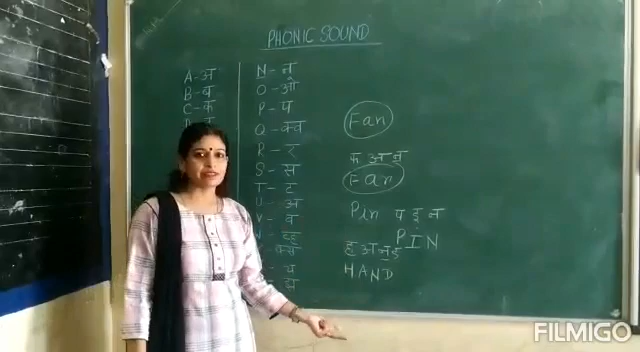 PHONIC SOUND
A-अ
B-ब
C-क
N-न
O-ओ
P-प
Q-क्व
R-र
S-स
T-ट
U-अ
V-व
Fan
फ अ न
Fan
Pin प इ न
PIN
ह अ न ड
HAND
FILMIGO